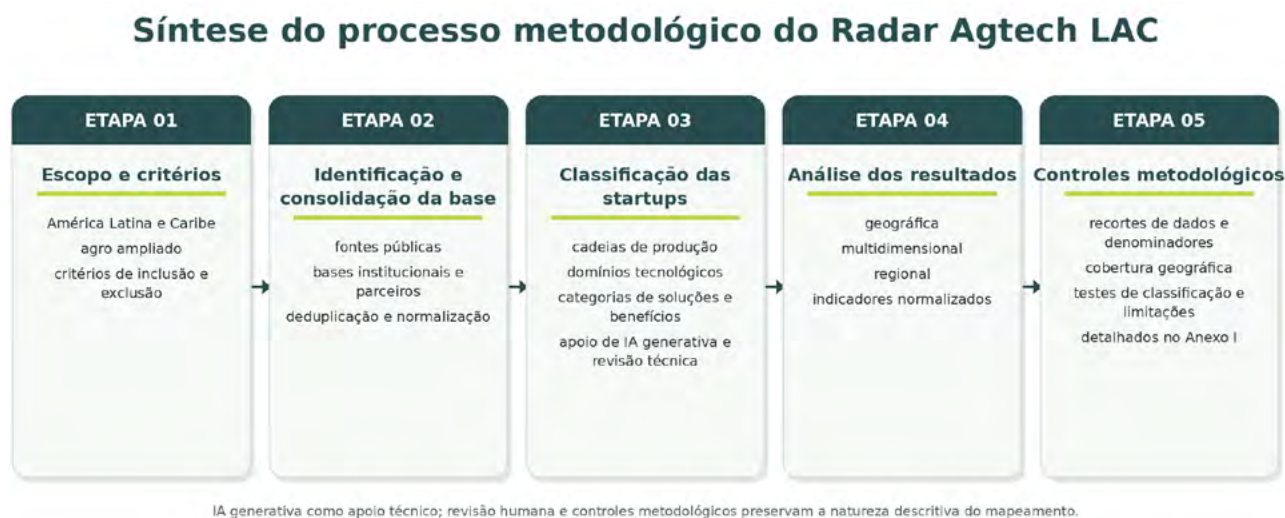 Síntese do processo metodológico do Radar Agtech LAC
ETAPA 01
Escopo e critérios
América Latina e Caribe
agro ampliado
critérios de inclusão e
exclusão
ETAPA 02
Identificação e
consolidação da base
fontes públicas
bases institucionais e
parceiros
deduplicação e normalização
ETAPA 03
Classificação das
startups
cadeias de produção
domínios tecnológicos
categorias de soluções e
benefícios
apoio de IA generativa e
revisão técnica
ETAPA 04
Análise dos resultados
geográfica
multidimensional
regional
indicadores normalizados
ETAPA 05
Controles metodológicos
recortes de dados e
denominadores
cobertura geográfica
testes de classificação e
limitações
detalhados no Anexo I
IA generativa como apoio técnico; revisão humana e controles metodológicos preservam a natureza descritiva do mapeamento.